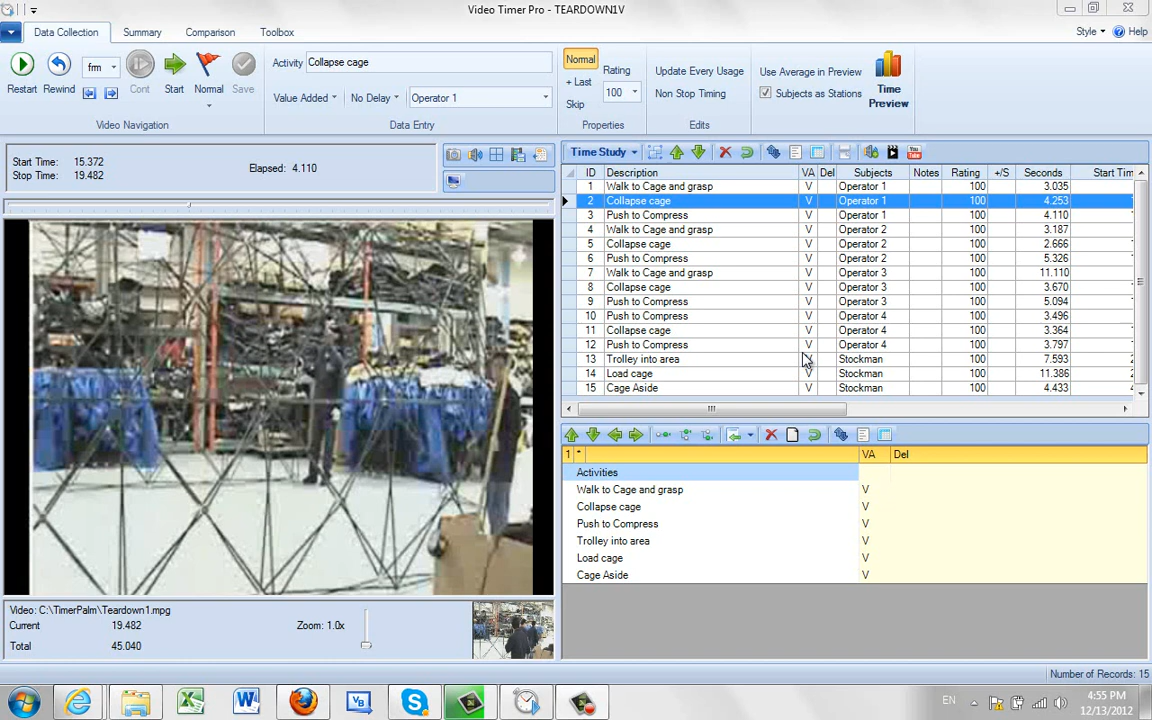 Video Timer Pro - TEARDOWN1V
Data Collection Summary Comparison Toolbox Style Help
Restart Rewind frm Cont Start Normal Save
Video Navigation
Activity Collapse cage
Value Added No Delay Operator 1
Data Entry
Normal
+ Last
Skip
Rating
100
Properties
Update Every Usage
Non Stop Timing
Edits
Use Average in Preview
Subjects as Stations
Time
Preview
Start Time: 15.372
Stop Time: 19.482
Elapsed: 4.110
Time Study
You
Tube
ID Description VA Del Subjects Notes Rating +/S Seconds Start Tim
1 Walk to Cage and grasp V Operator 1 100 3.035
2 Collapse cage V Operator 1 100 4.253
3 Push to Compress V Operator 1 100 4.110
4 Walk to Cage and grasp V Operator 2 100 3.187
5 Collapse cage V Operator 2 100 2.666
6 Push to Compress V Operator 2 100 5.326
7 Walk to Cage and grasp V Operator 3 100 11.110
8 Collapse cage V Operator 3 100 3.670
9 Push to Compress V Operator 3 100 5.094
10 Push to Compress V Operator 4 100 3.496
11 Collapse cage V Operator 4 100 3.364
12 Push to Compress V Operator 4 100 3.797
13 Trolley into area Stockman 100 7.593
14 Load cage V Stockman 100 11.386
15 Cage Aside V Stockman 100 4.433
1 * VA Del
Activities
Walk to Cage and grasp V
Collapse cage V
Push to Compress V
Trolley into area V
Load cage V
Cage Aside V
Video: C:\TimerPalm\Teardown1.mpg
Current 19.482
Total 45.040
Zoom: 1.0x
Number of Records: 15
EN
4:55 PM
12/13/2012